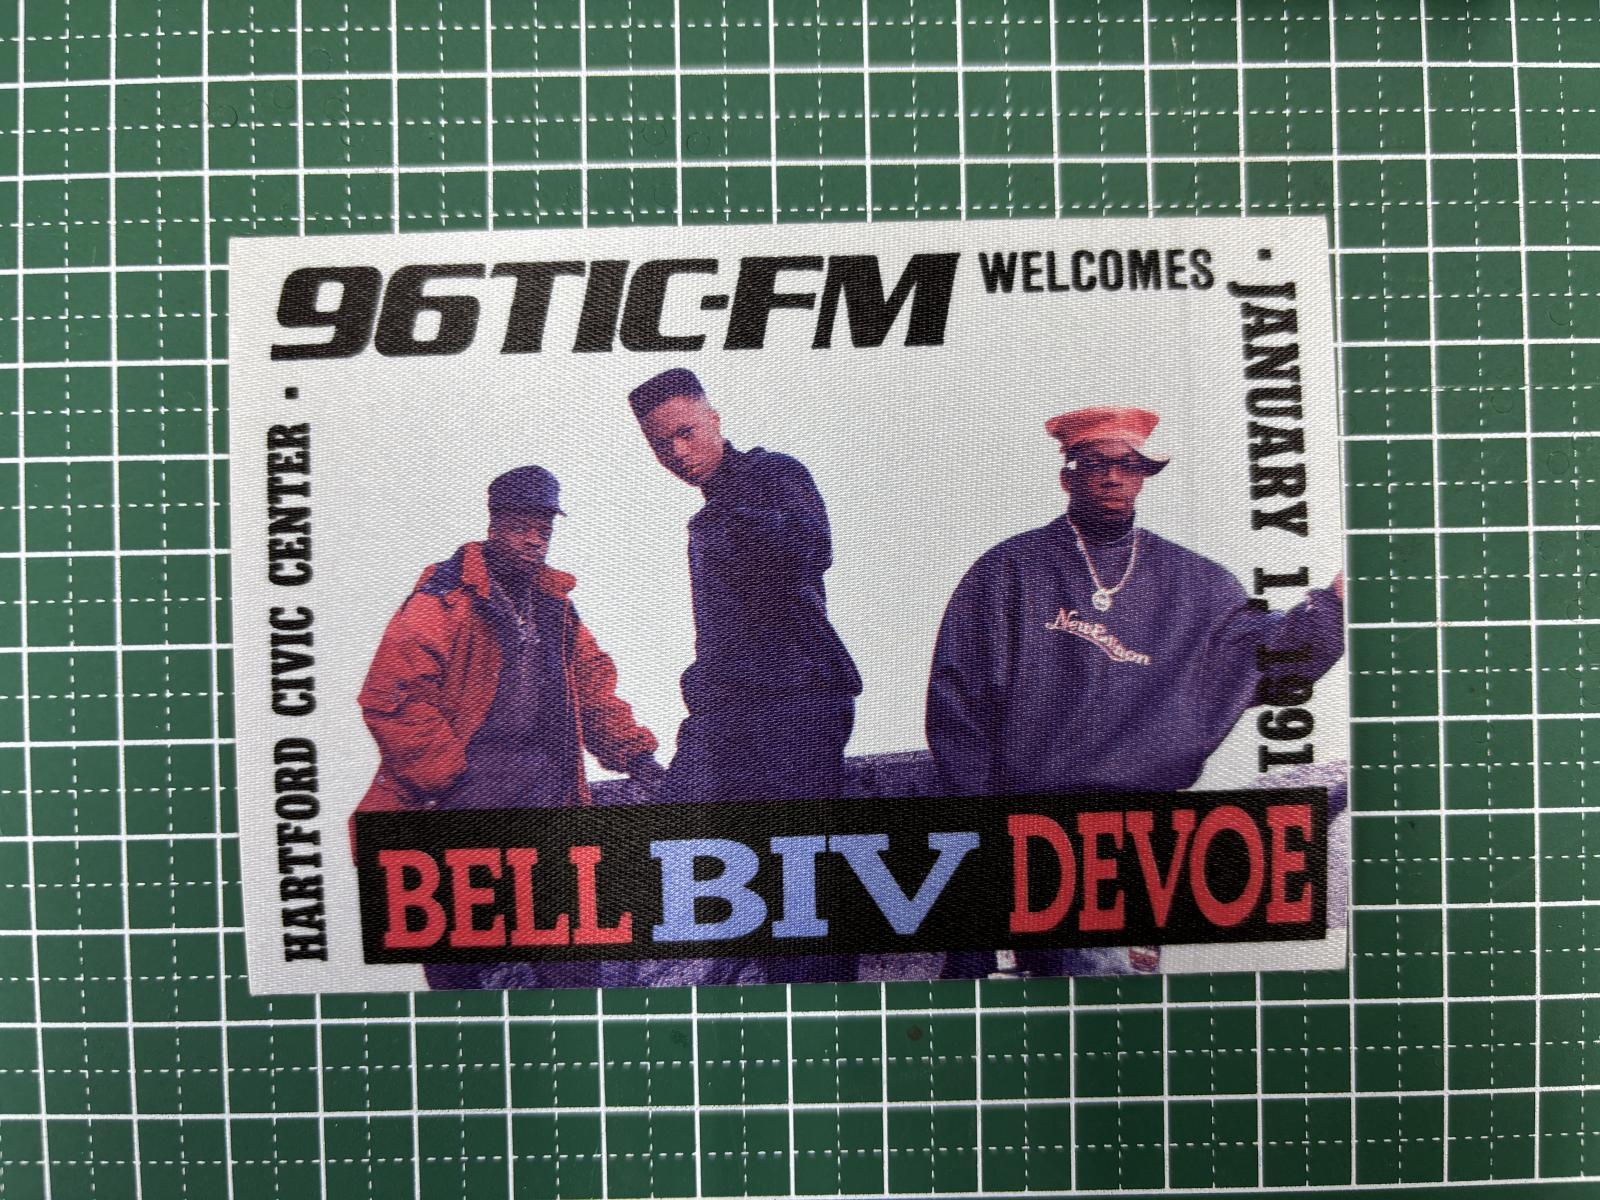 96TIC-FM WELCOMES
· JANUARY 1, 1991
HARTFORD CIVIC CENTER ·
BELL BIV DEVOE